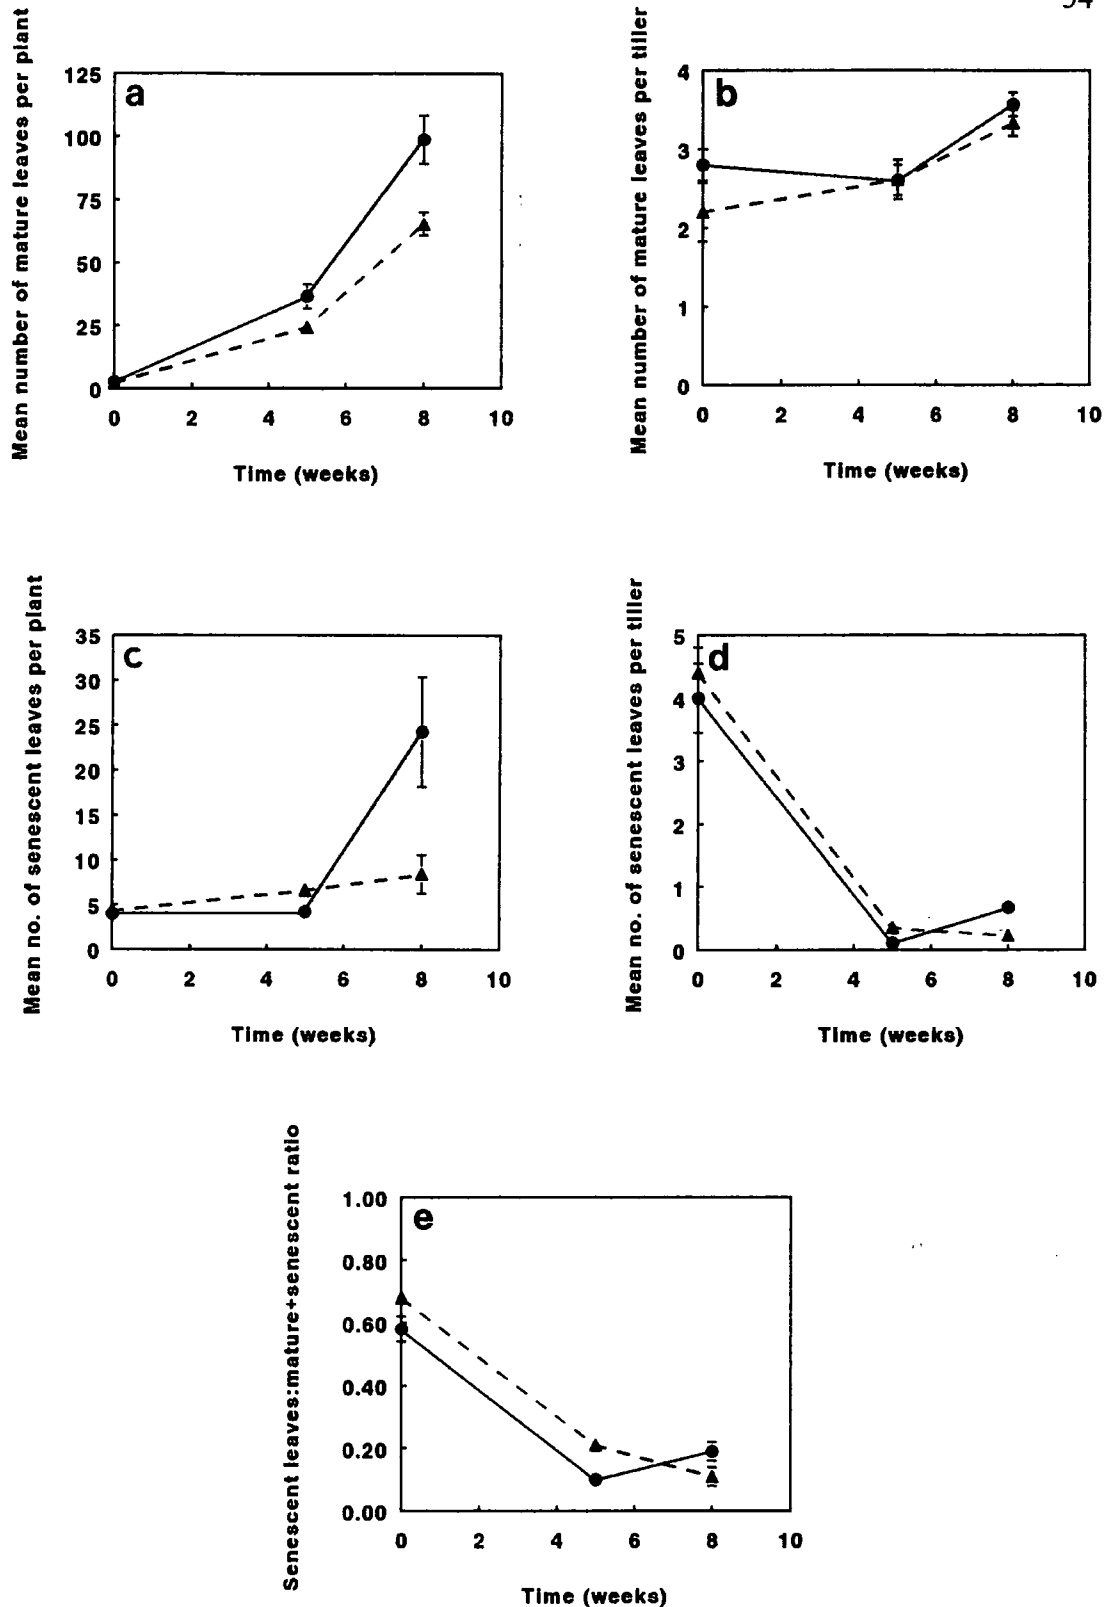 Mean number of mature leaves per plant
125
100
75
50
25
0
a
0 2 4 6 8 10
Time (weeks)
Mean number of mature leaves per tiller
4
3
2
1
0
b
0 2 4 6 8 10
Time (weeks)
Mean no. of senescent leaves per plant
35
30
25
20
15
10
5
0
c
0 2 4 6 8 10
Time (weeks)
Mean no. of senescent leaves per tiller
5
4
3
2
1
0
d
0 2 4 6 8 10
Time (weeks)
Senescent leaves:mature+senescent ratio
1.00
0.80
0.60
0.40
0.20
0.00
e
0 2 4 6 8 10
Time (weeks)